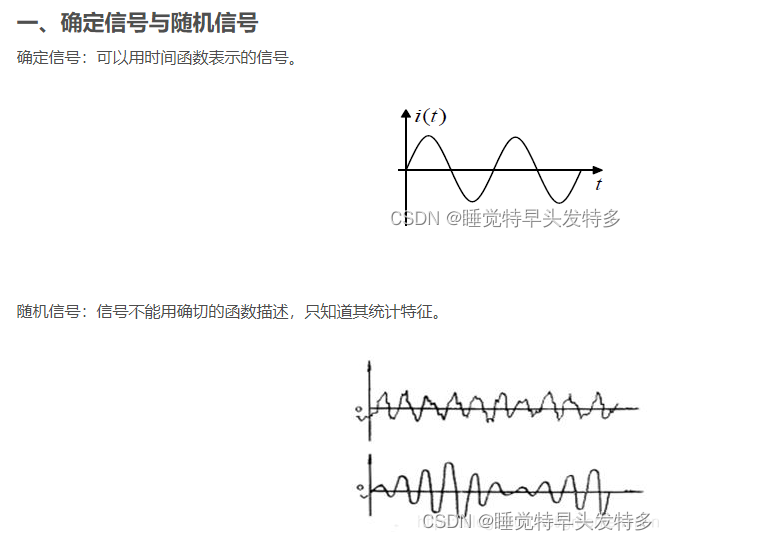 一、确定信号与随机信号
确定信号：可以用时间函数表示的信号。
i(t)
t
CSDN @睡觉特早头发特多
随机信号：信号不能用确切的函数描述，只知道其统计特征。
CSDN @睡觉特早头发特多